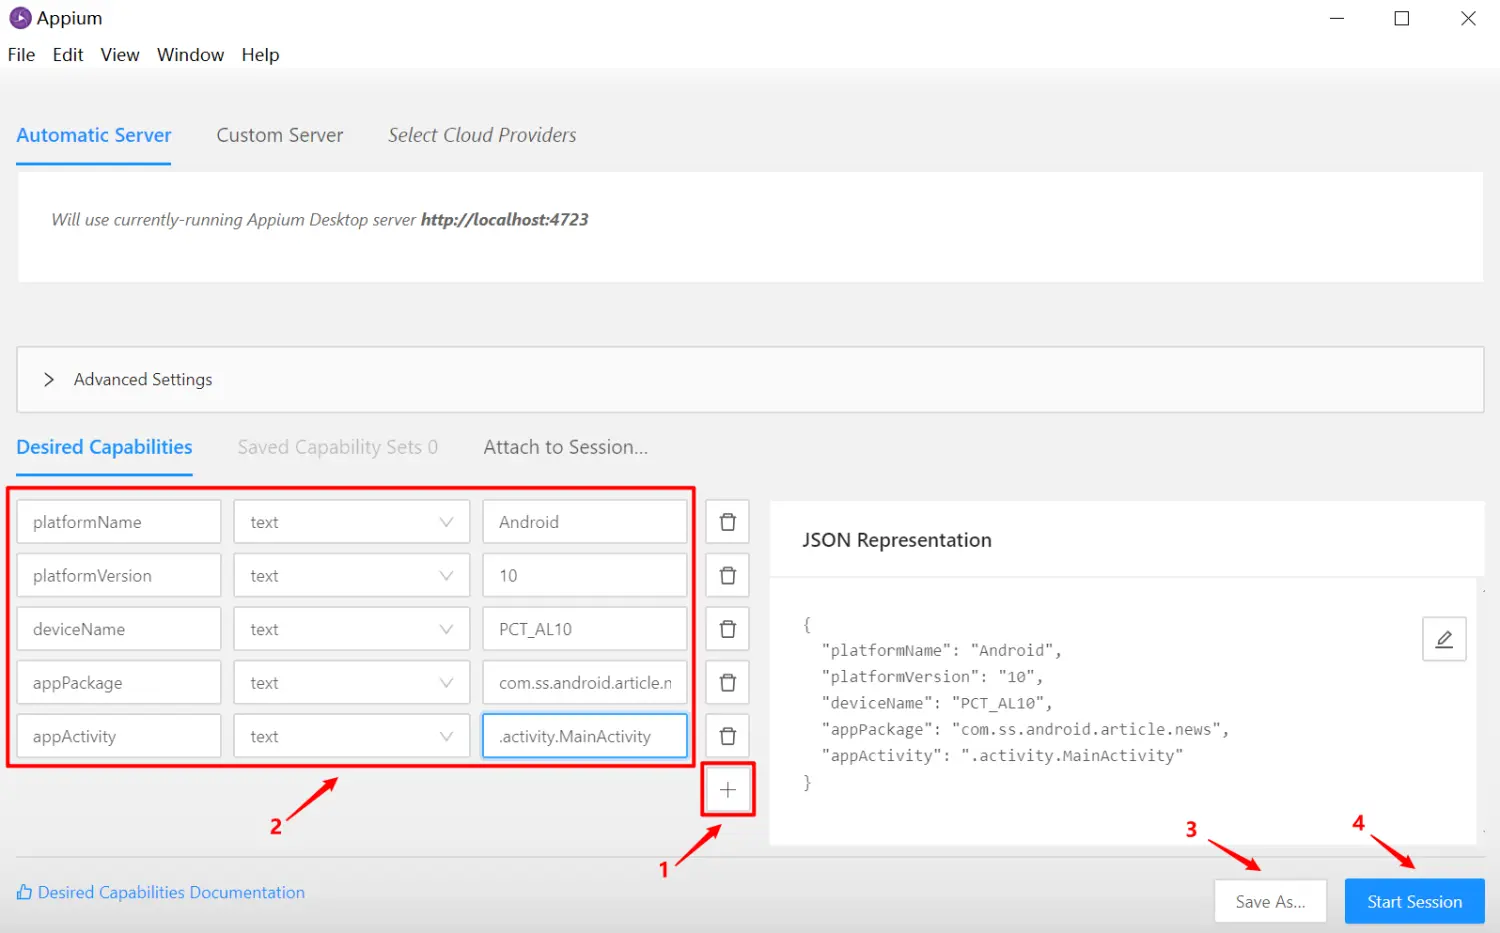 Appium
File Edit View Window Help
Automatic Server Custom Server Select Cloud Providers
Will use currently-running Appium Desktop server http://localhost:4723
Advanced Settings
Desired Capabilities Saved Capability Sets 0 Attach to Session...
platformName text Android
platformVersion text 10
deviceName text PCT_AL10
appPackage text com.ss.android.article.n
appActivity text .activity.MainActivity
JSON Representation
{
"platformName": "Android",
"platformVersion": "10",
"deviceName": "PCT_AL10",
"appPackage": "com.ss.android.article.news",
"appActivity": ".activity.MainActivity"
}
2
1
3
4
Desired Capabilities Documentation
Save As...
Start Session